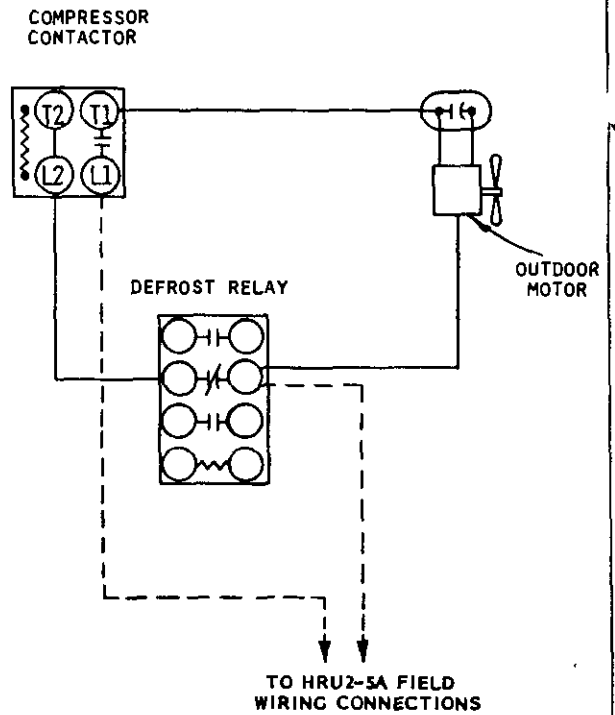 COMPRESSOR
CONTACTOR
T2 T1
L2 L1
DEFROST RELAY
OUTDOOR
MOTOR
TO HRU2-5A FIELD
WIRING CONNECTIONS